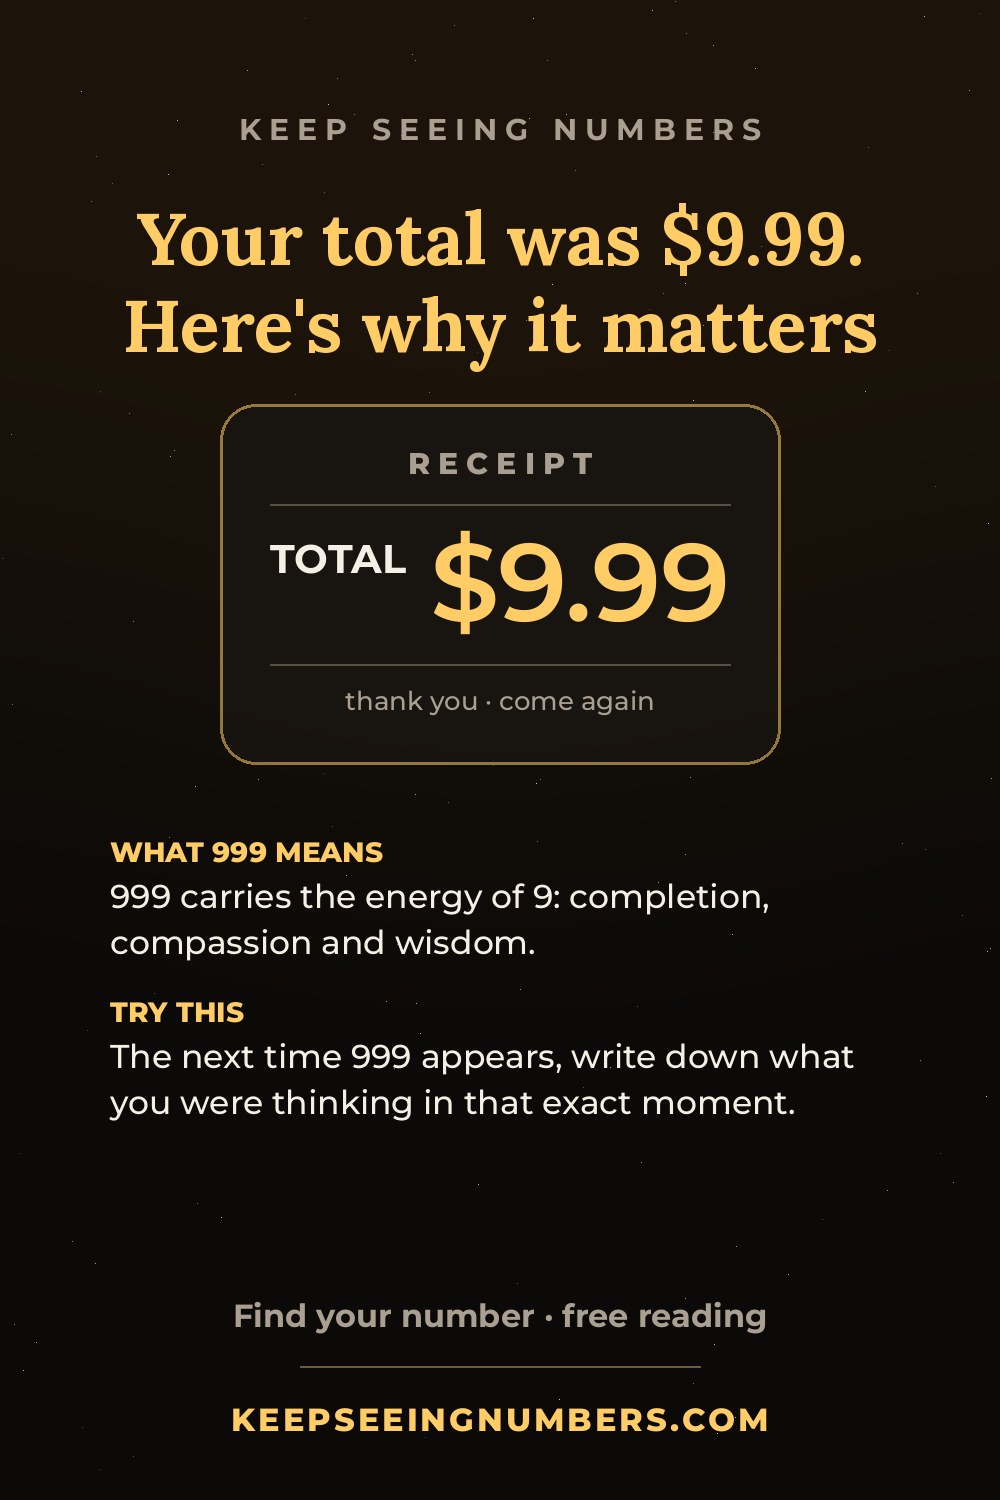 KEEP SEEING NUMBERS
Your total was $9.99.
Here's why it matters
RECEIPT
TOTAL $9.99
thank you · come again
WHAT 999 MEANS
999 carries the energy of 9: completion,
compassion and wisdom.
TRY THIS
The next time 999 appears, write down what
you were thinking in that exact moment.
Find your number · free reading
KEEPSEEINGNUMBERS.COM